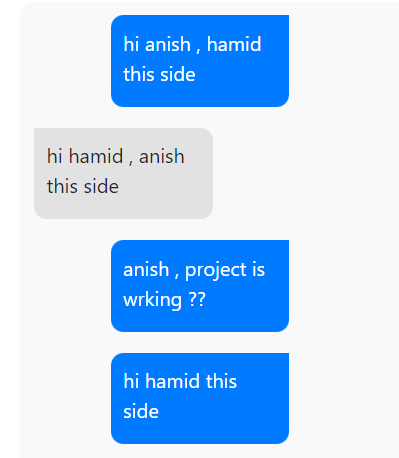 hi anish , hamid
this side
hi hamid , anish
this side
anish , project is
wrking ??
hi hamid this
side